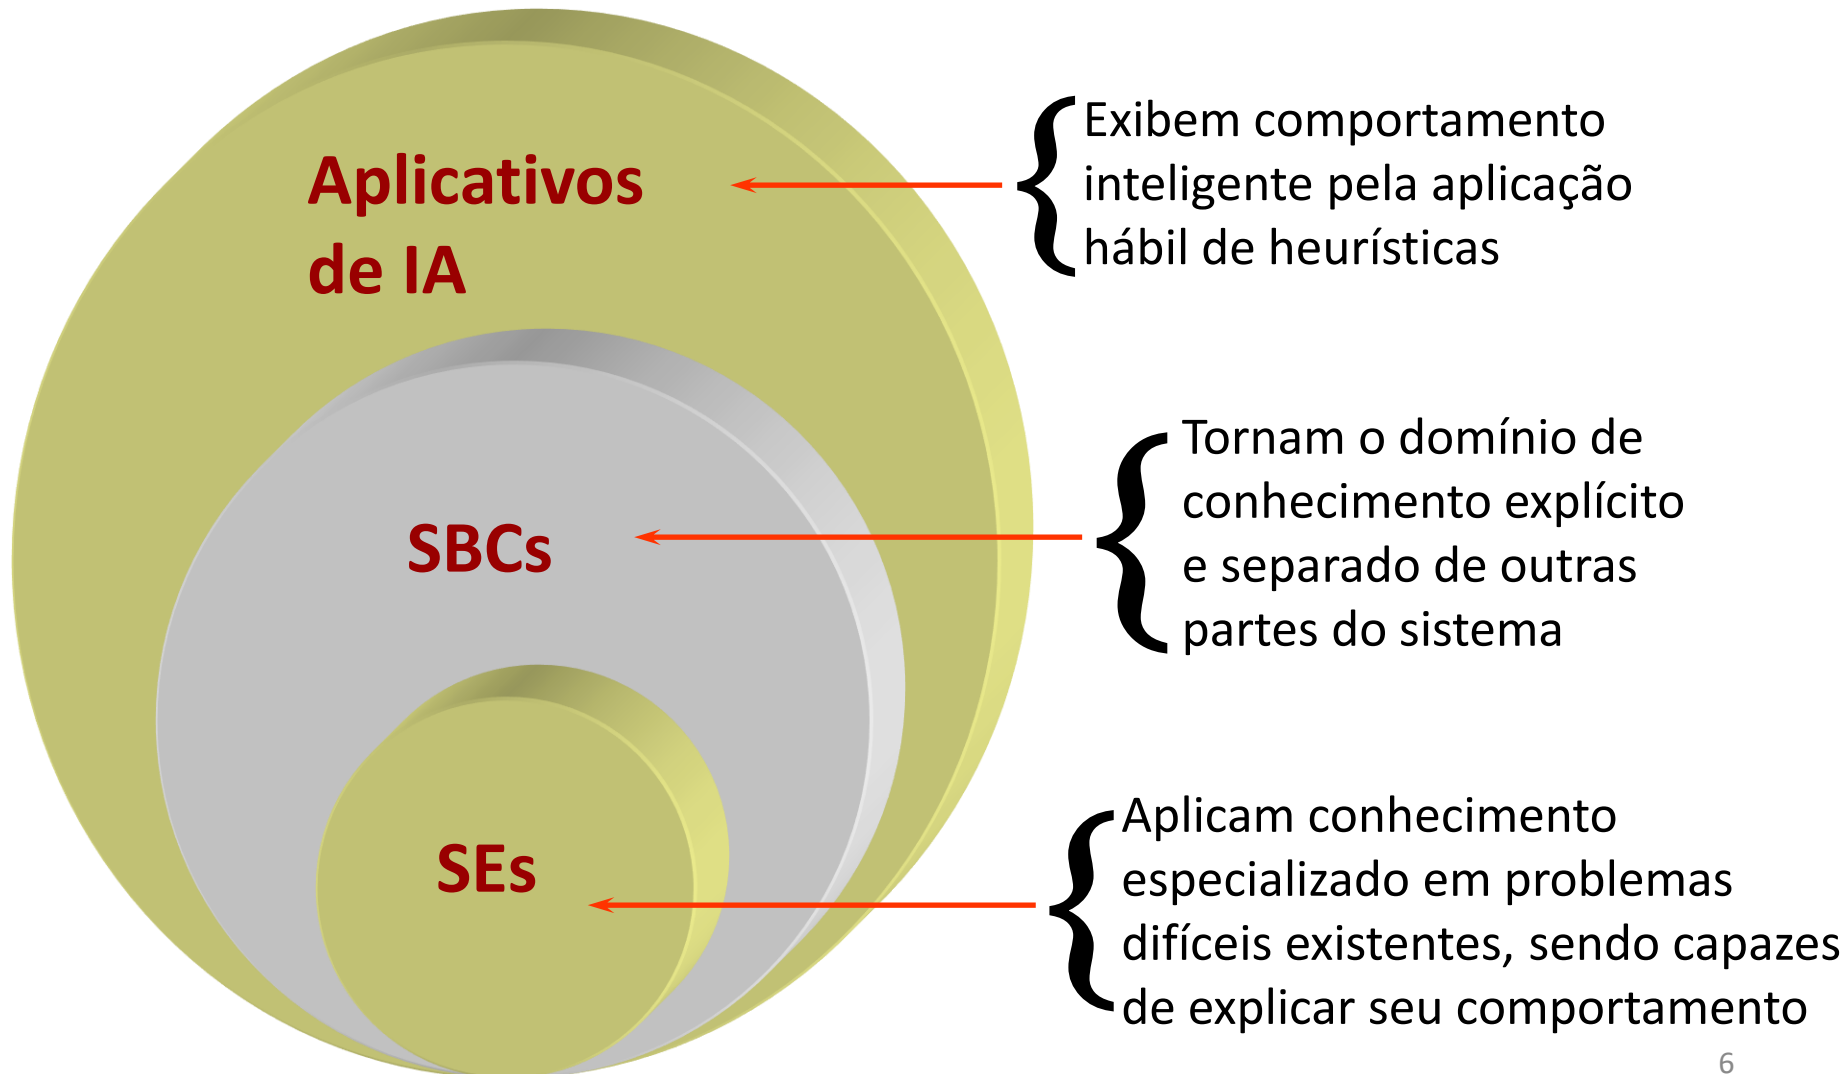 Aplicativos
de IA
Exibem comportamento
inteligente pela aplicação
hábil de heurísticas
SBCs
Tornam o domínio de
conhecimento explícito
e separado de outras
partes do sistema
SEs
Aplicam conhecimento
especializado em problemas
difíceis existentes, sendo capazes
de explicar seu comportamento
6